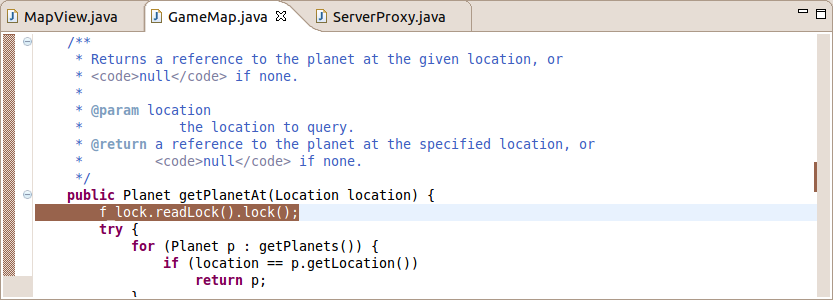 MapView.java GameMap.java ServerProxy.java
/**
* Returns a reference to the planet at the given location, or
* <code>null</code> if none.
*
* @param location
*            the location to query.
* @return a reference to the planet at the specified location, or
*         <code>null</code> if none.
*/
public Planet getPlanetAt(Location location) {
f_lock.readLock().lock();
try {
for (Planet p : getPlanets()) {
if (location == p.getLocation())
return p;
}